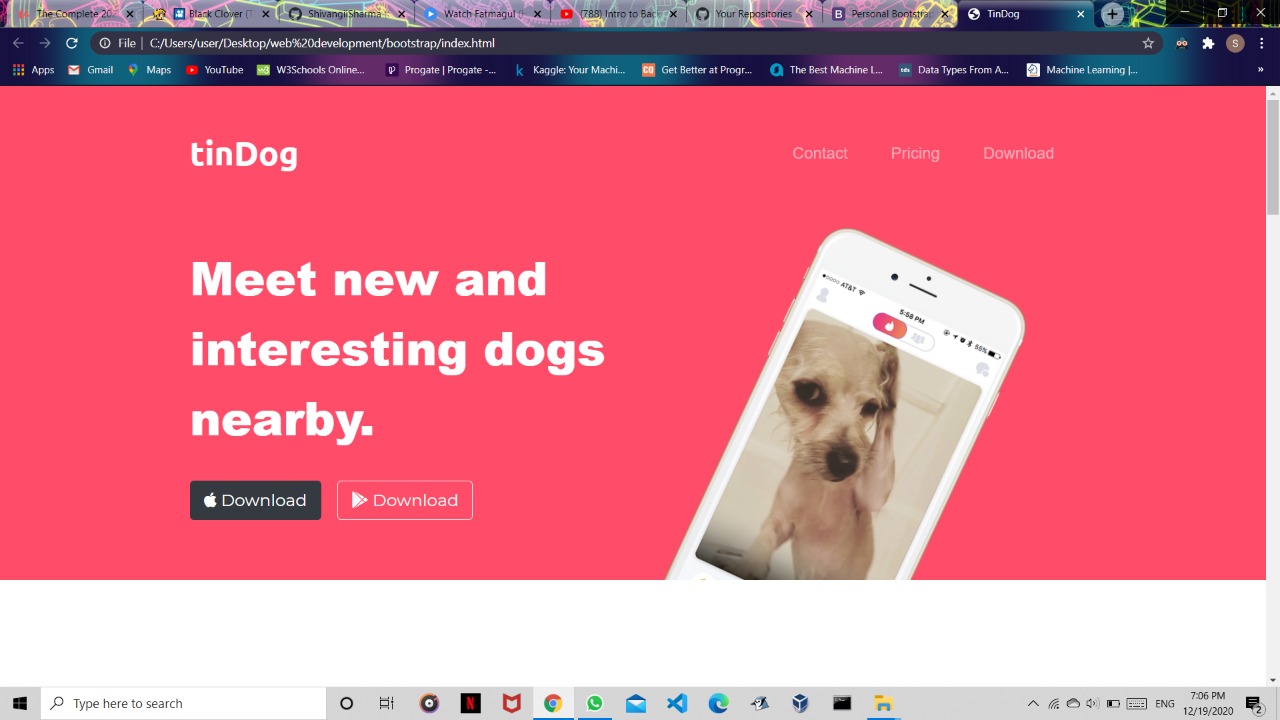 The Complete 202
Black Clover (T
ShivangiiSharma
Watch Fatmagul (
(788) Intro to Bac
Your Repositories
Personal Bootstra
TinDog
File | C:/Users/user/Desktop/web%20development/bootstrap/index.html
S
Apps
Gmail
Maps
YouTube
W3Schools Online...
Progate | Progate -...
Kaggle: Your Machi...
Get Better at Progr...
The Best Machine L...
Data Types From A...
Machine Learning |...
»
tinDog
Contact
Pricing
Download
Meet new and
interesting dogs
nearby.
Download
Download
AT&T
5:58 PM
56%
Type here to search
ENG
7:06 PM
12/19/2020
2